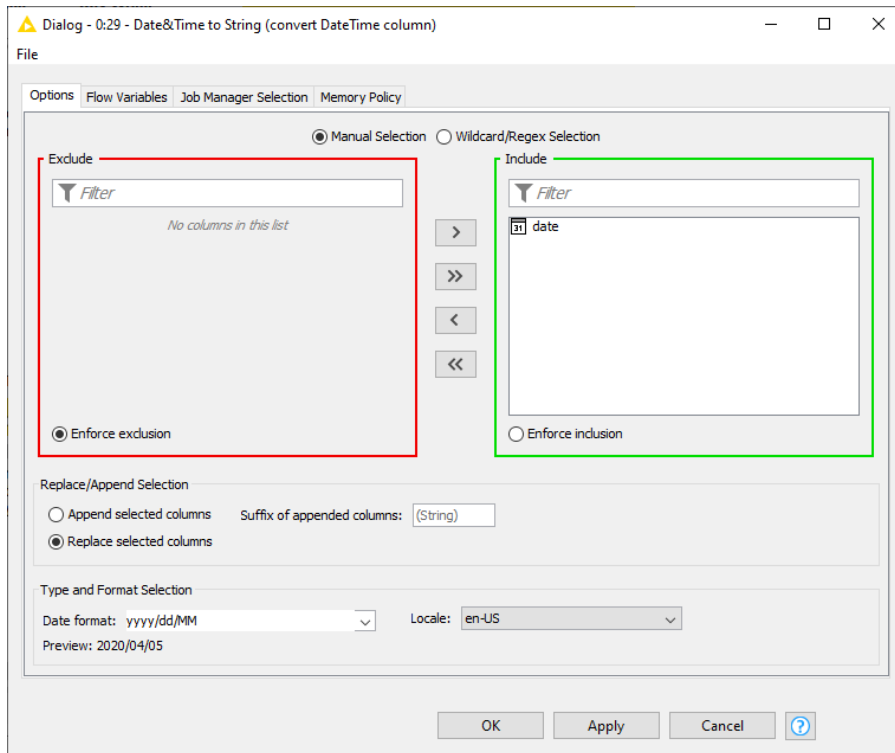 Dialog - 0:29 - Date&Time to String (convert DateTime column)
File
Options Flow Variables Job Manager Selection Memory Policy
Manual Selection Wildcard/Regex Selection
Exclude
Filter
No columns in this list
Enforce exclusion
>
>>
<
<<
Include
Filter
31 date
Enforce inclusion
Replace/Append Selection
Append selected columns Suffix of appended columns: (String)
Replace selected columns
Type and Format Selection
Date format: yyyy/dd/MM Locale: en-US
Preview: 2020/04/05
OK Apply Cancel ?